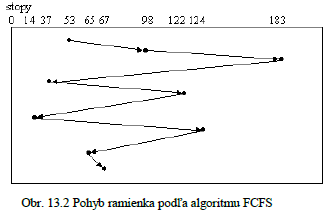 stopy
0 14 37 53 65 67 98 122 124 183
Obr. 13.2 Pohyb ramienka podľa algoritmu FCFS